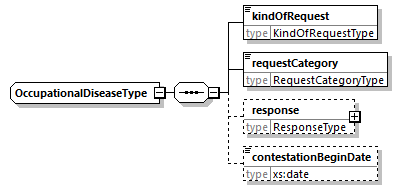 kindOfRequest
type KindOfRequestType
requestCategory
type RequestCategoryType
OccupationalDiseaseType
response
type ResponseType
contestationBeginDate
type xs:date